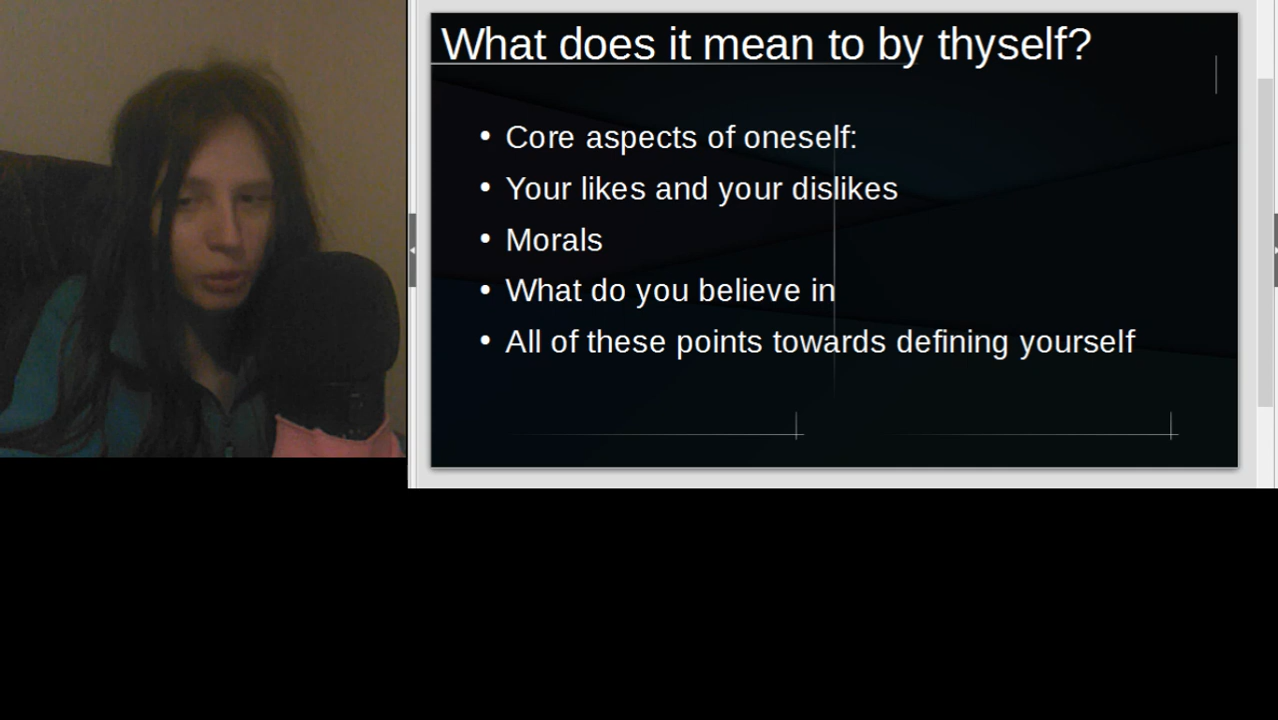 What does it mean to by thyself?
• Core aspects of oneself:
• Your likes and your dislikes
• Morals
• What do you believe in
• All of these points towards defining yourself